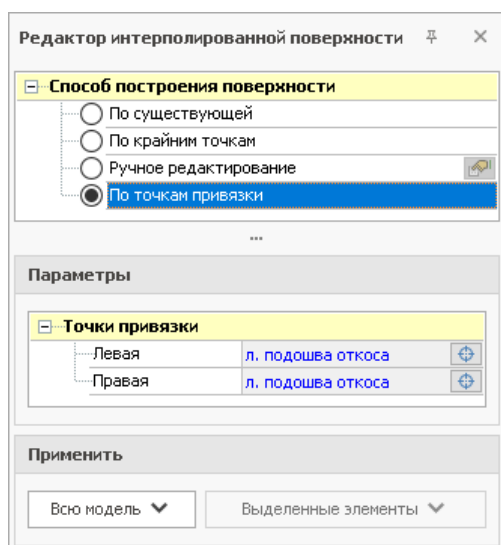 Редактор интерполированной поверхности
Способ построения поверхности
По существующей
По крайним точкам
Ручное редактирование
По точкам привязки
...
Параметры
Точки привязки
Левая л. подошва откоса
Правая л. подошва откоса
Применить
Всю модель Выделенные элементы